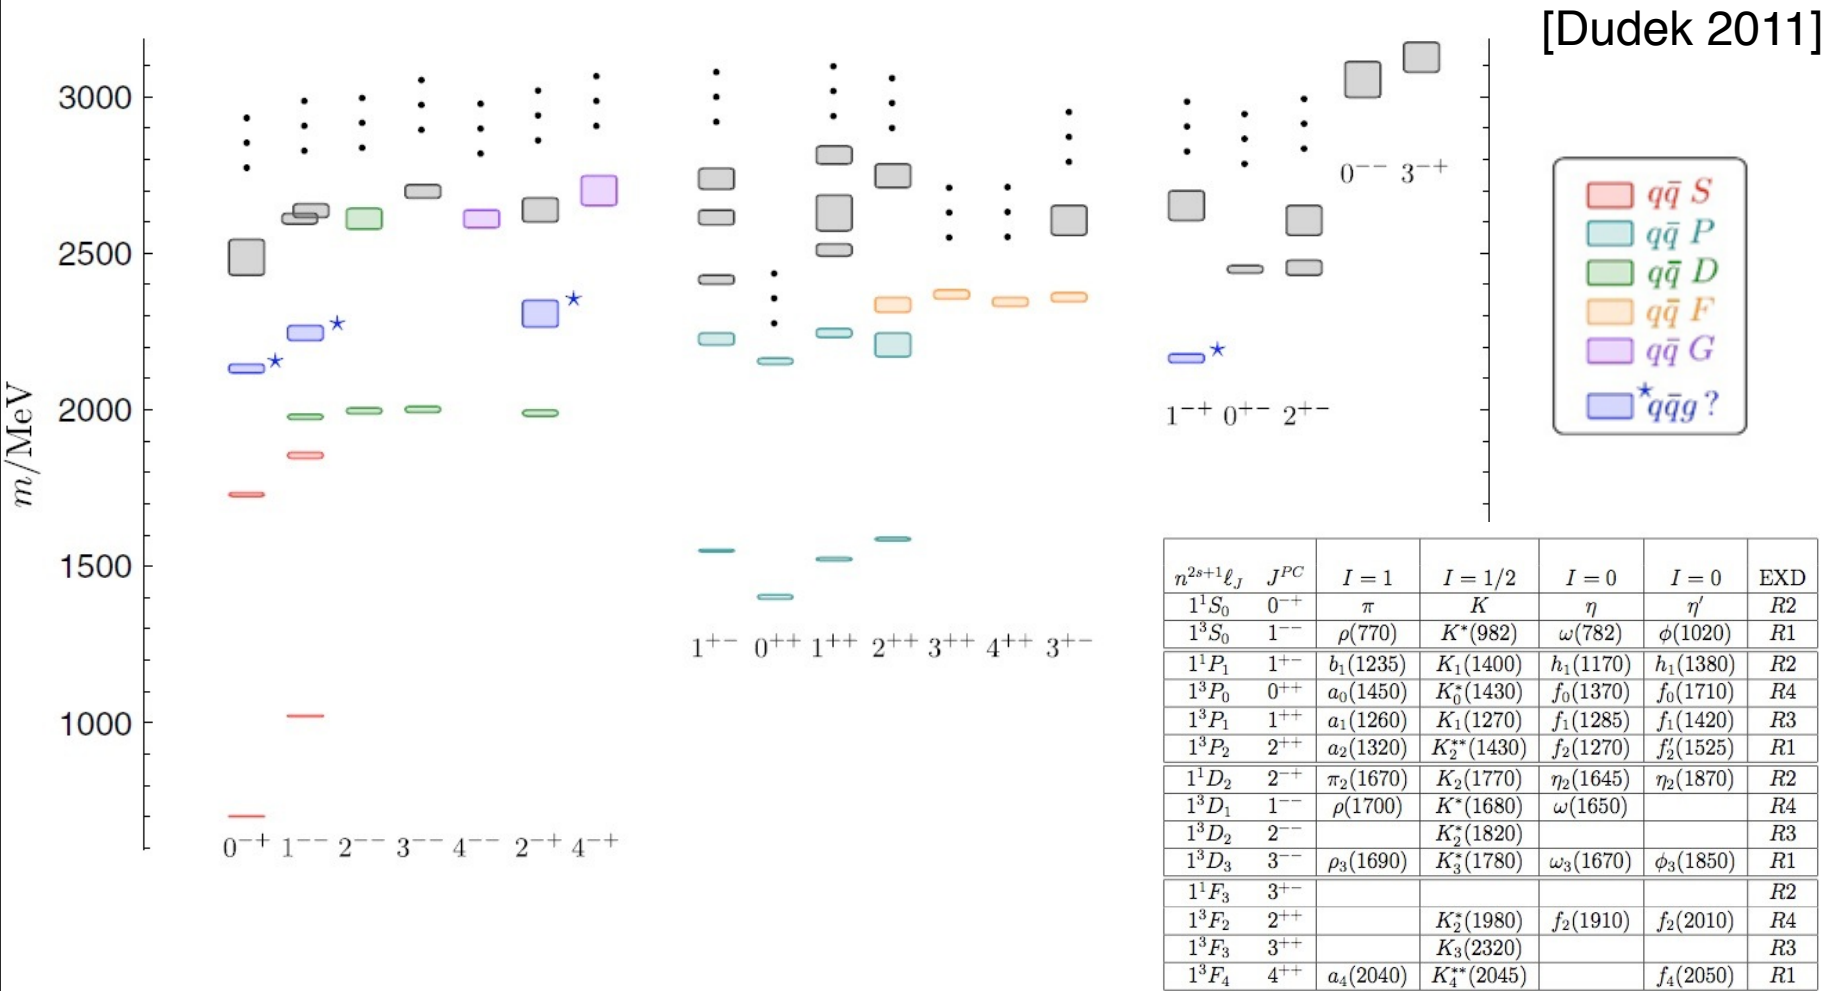 [Dudek 2011]
m/MeV
3000
2500
2000
1500
1000
0⁻⁺ 1⁻⁻ 2⁻⁻ 3⁻⁻ 4⁻⁻ 2⁻⁺ 4⁻⁺
1⁺⁻ 0⁺⁺ 1⁺⁺ 2⁺⁺ 3⁺⁺ 4⁺⁺ 3⁺⁻
1⁻⁺ 0⁺⁻ 2⁺⁻
0⁻⁻ 3⁻⁺
qq̄ S
qq̄ P
qq̄ D
qq̄ F
qq̄ G
*qq̄g ?
n²ˢ⁺¹ℓ_J Jᴾᶜ I = 1 I = 1/2 I = 0 I = 0 EXD
1¹S₀ 0⁻⁺ π K η η′ R2
1³S₀ 1⁻⁻ ρ(770) K*(982) ω(782) ϕ(1020) R1
1¹P₁ 1⁺⁻ b₁(1235) K₁(1400) h₁(1170) h₁(1380) R2
1³P₀ 0⁺⁺ a₀(1450) K₀*(1430) f₀(1370) f₀(1710) R4
1³P₁ 1⁺⁺ a₁(1260) K₁(1270) f₁(1285) f₁(1420) R3
1³P₂ 2⁺⁺ a₂(1320) K₂**(1430) f₂(1270) f₂′(1525) R1
1¹D₂ 2⁻⁺ π₂(1670) K₂(1770) η₂(1645) η₂(1870) R2
1³D₁ 1⁻⁻ ρ(1700) K*(1680) ω(1650) R4
1³D₂ 2⁻⁻ K₂*(1820) R3
1³D₃ 3⁻⁻ ρ₃(1690) K₃*(1780) ω₃(1670) ϕ₃(1850) R1
1¹F₃ 3⁺⁻ R2
1³F₂ 2⁺⁺ K₂*(1980) f₂(1910) f₂(2010) R4
1³F₃ 3⁺⁺ K₃(2320) R3
1³F₄ 4⁺⁺ a₄(2040) K₄**(2045) f₄(2050) R1